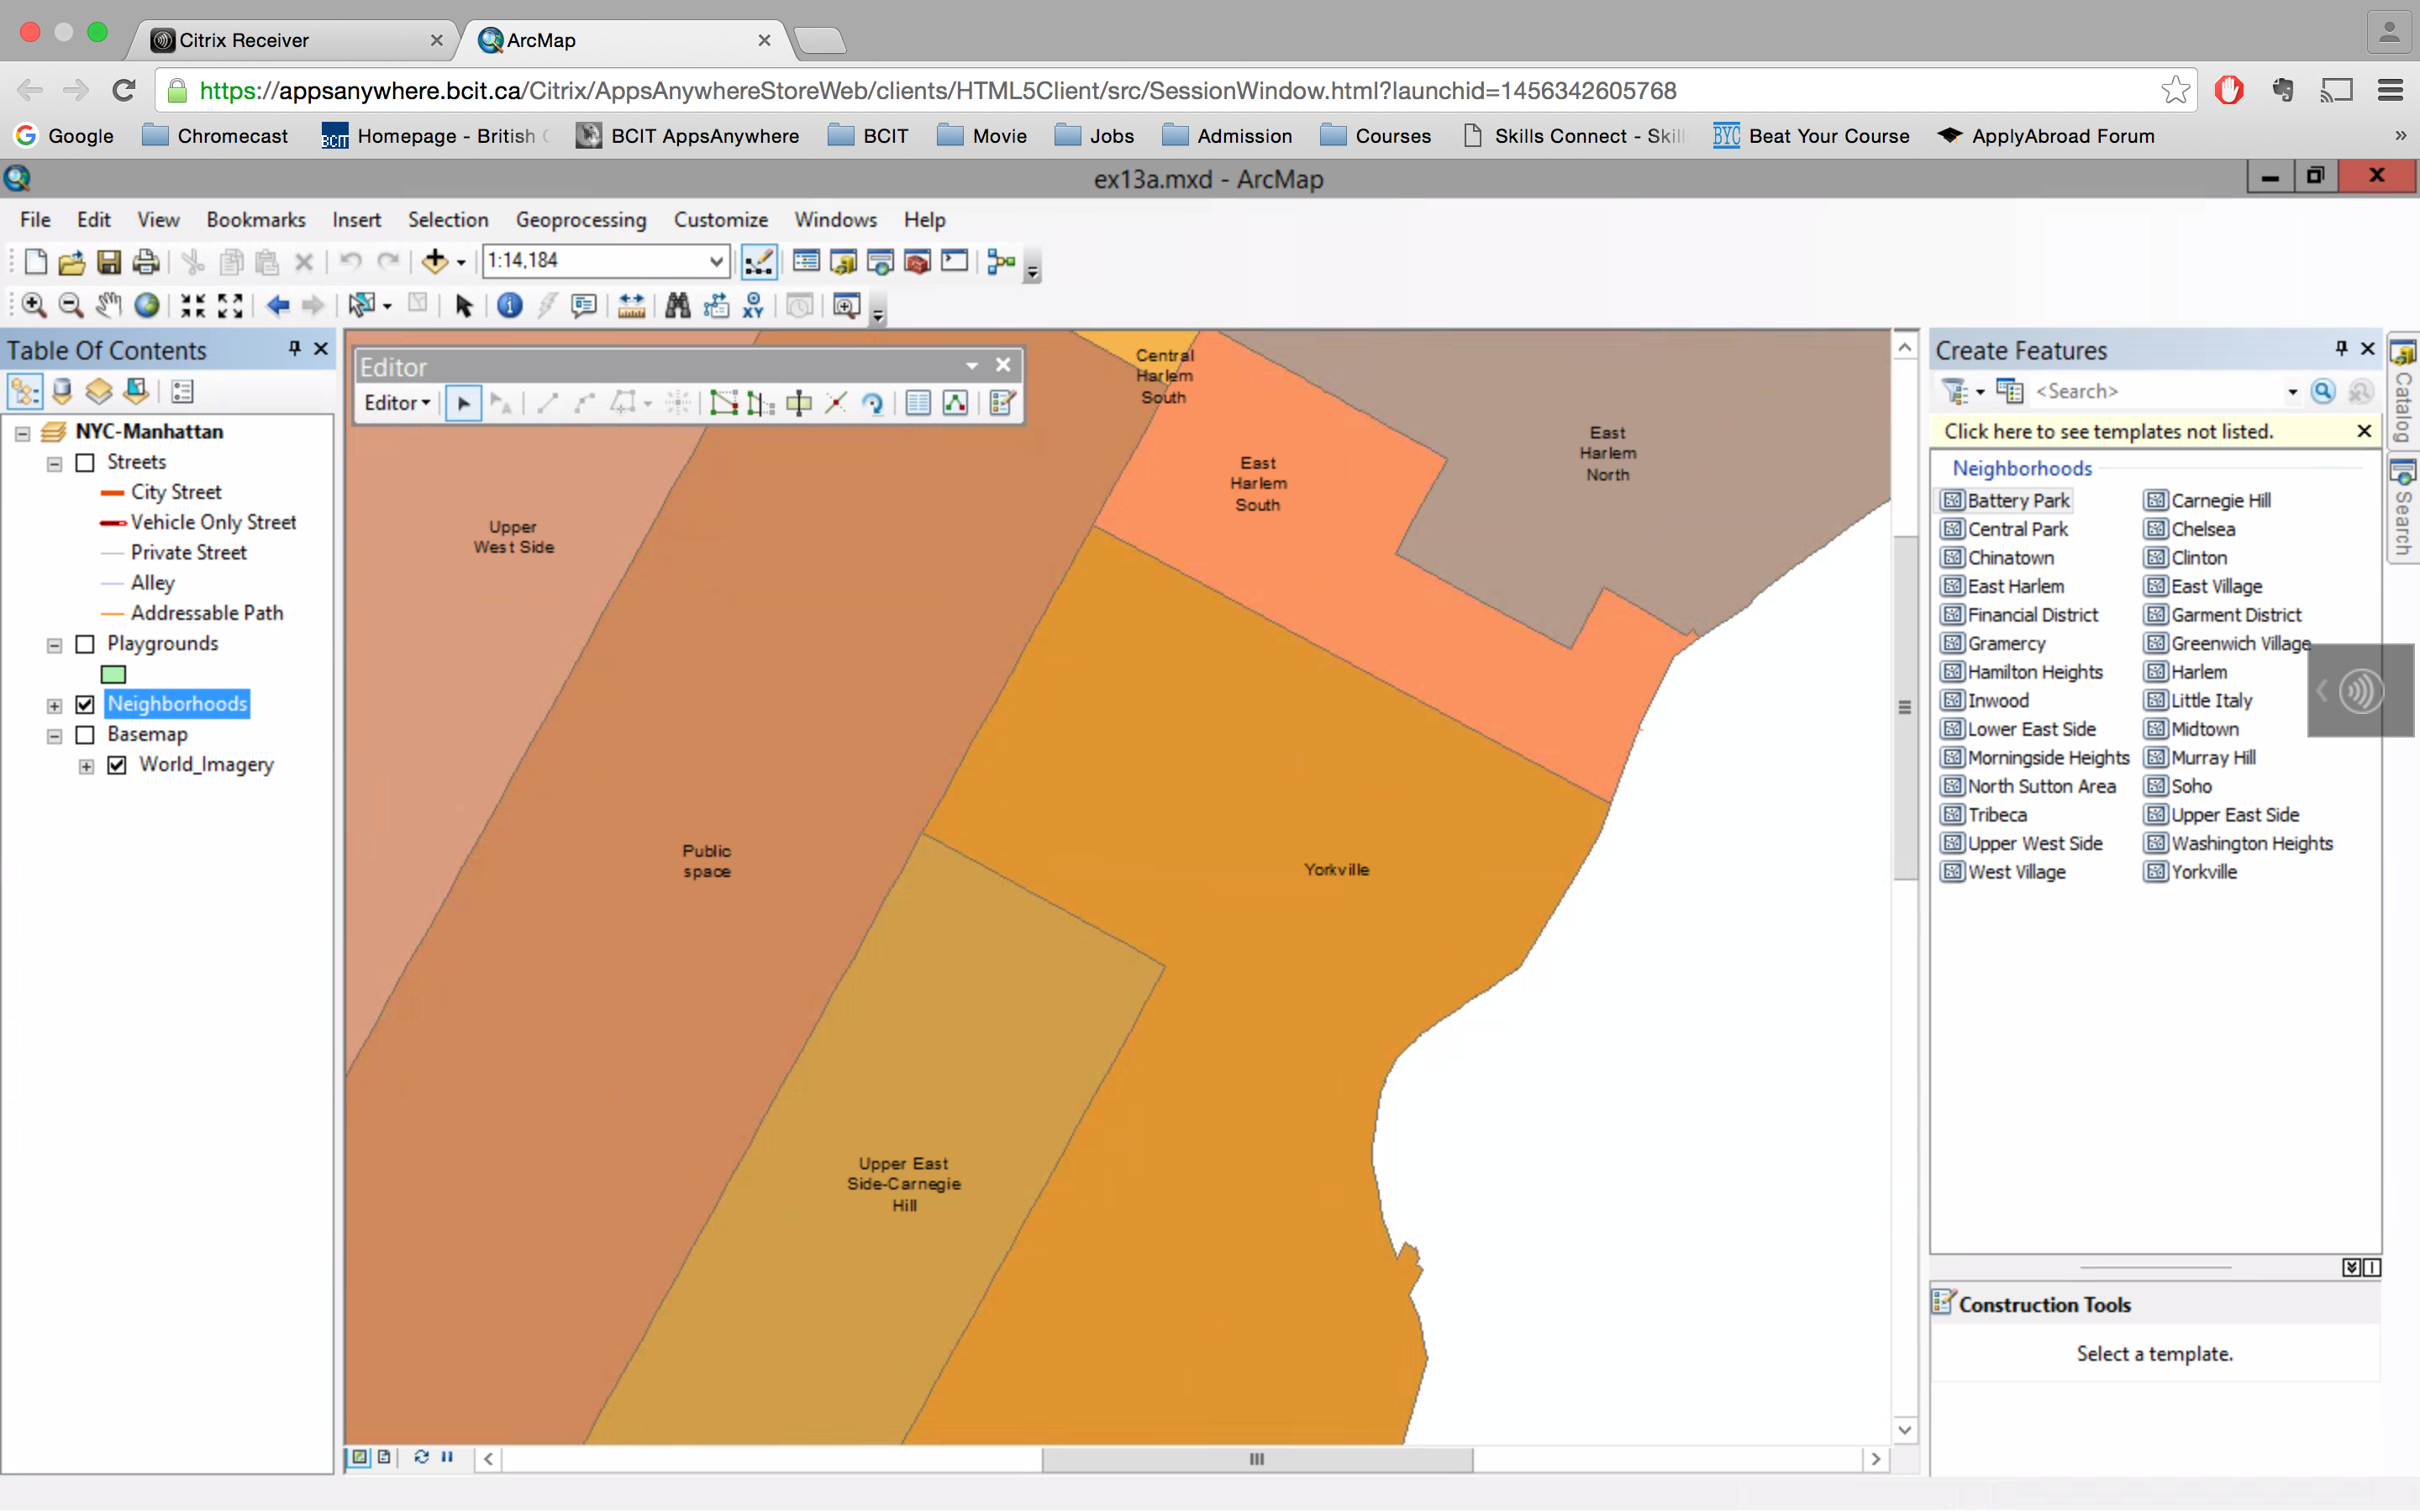 Citrix Receiver
ArcMap
https://appsanywhere.bcit.ca/Citrix/AppsAnywhereStoreWeb/clients/HTML5Client/src/SessionWindow.html?launchid=1456342605768
Google Chromecast BCIT Homepage - British BCIT AppsAnywhere BCIT Movie Jobs Admission Courses Skills Connect - Skil BYC Beat Your Course ApplyAbroad Forum »
ex13a.mxd - ArcMap
File Edit View Bookmarks Insert Selection Geoprocessing Customize Windows Help
1:14,184
XY
Table Of Contents
NYC-Manhattan
Streets
City Street
Vehicle Only Street
Private Street
Alley
Addressable Path
Playgrounds
Neighborhoods
Basemap
World_Imagery
Editor
Editor
Central
Harlem
South
East
Harlem
North
East
Harlem
South
Upper
West Side
Public
space
Yorkville
Upper East
Side-Carnegie
Hill
Create Features
<Search>
Click here to see templates not listed.
Neighborhoods
Battery Park Carnegie Hill
Central Park Chelsea
Chinatown Clinton
East Harlem East Village
Financial District Garment District
Gramercy Greenwich Village
Hamilton Heights Harlem
Inwood Little Italy
Lower East Side Midtown
Morningside Heights Murray Hill
North Sutton Area Soho
Tribeca Upper East Side
Upper West Side Washington Heights
West Village Yorkville
Construction Tools
Select a template.
Catalog
Search